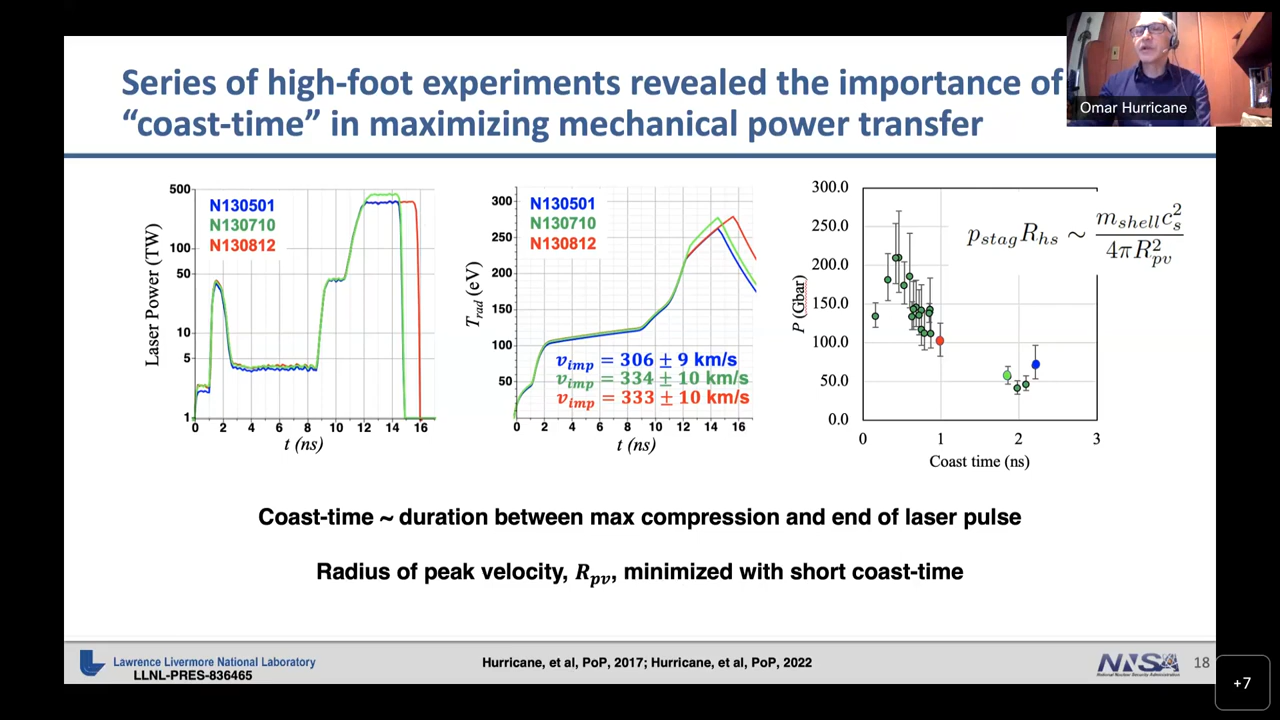 Series of high-foot experiments revealed the importance of
“coast-time” in maximizing mechanical power transfer
Omar Hurricane
Laser Power (TW)
500
100
50
10
5
1
N130501
N130710
N130812
0 2 4 6 8 10 12 14 16
t (ns)
T_rad (eV)
300
250
200
150
100
50
N130501
N130710
N130812
v_imp = 306 ± 9 km/s
v_imp = 334 ± 10 km/s
v_imp = 333 ± 10 km/s
0 2 4 6 8 10 12 14 16
t (ns)
P (Gbar)
300.0
250.0
200.0
150.0
100.0
50.0
0.0
p_stag R_hs ~ m_shell c_s^2 / 4πR_pv^2
0 1 2 3
Coast time (ns)
Coast-time ~ duration between max compression and end of laser pulse
Radius of peak velocity, R_pv, minimized with short coast-time
Lawrence Livermore National Laboratory
LLNL-PRES-836465
Hurricane, et al, PoP, 2017; Hurricane, et al, PoP, 2022
NNSA
National Nuclear Security Administration
18
+7